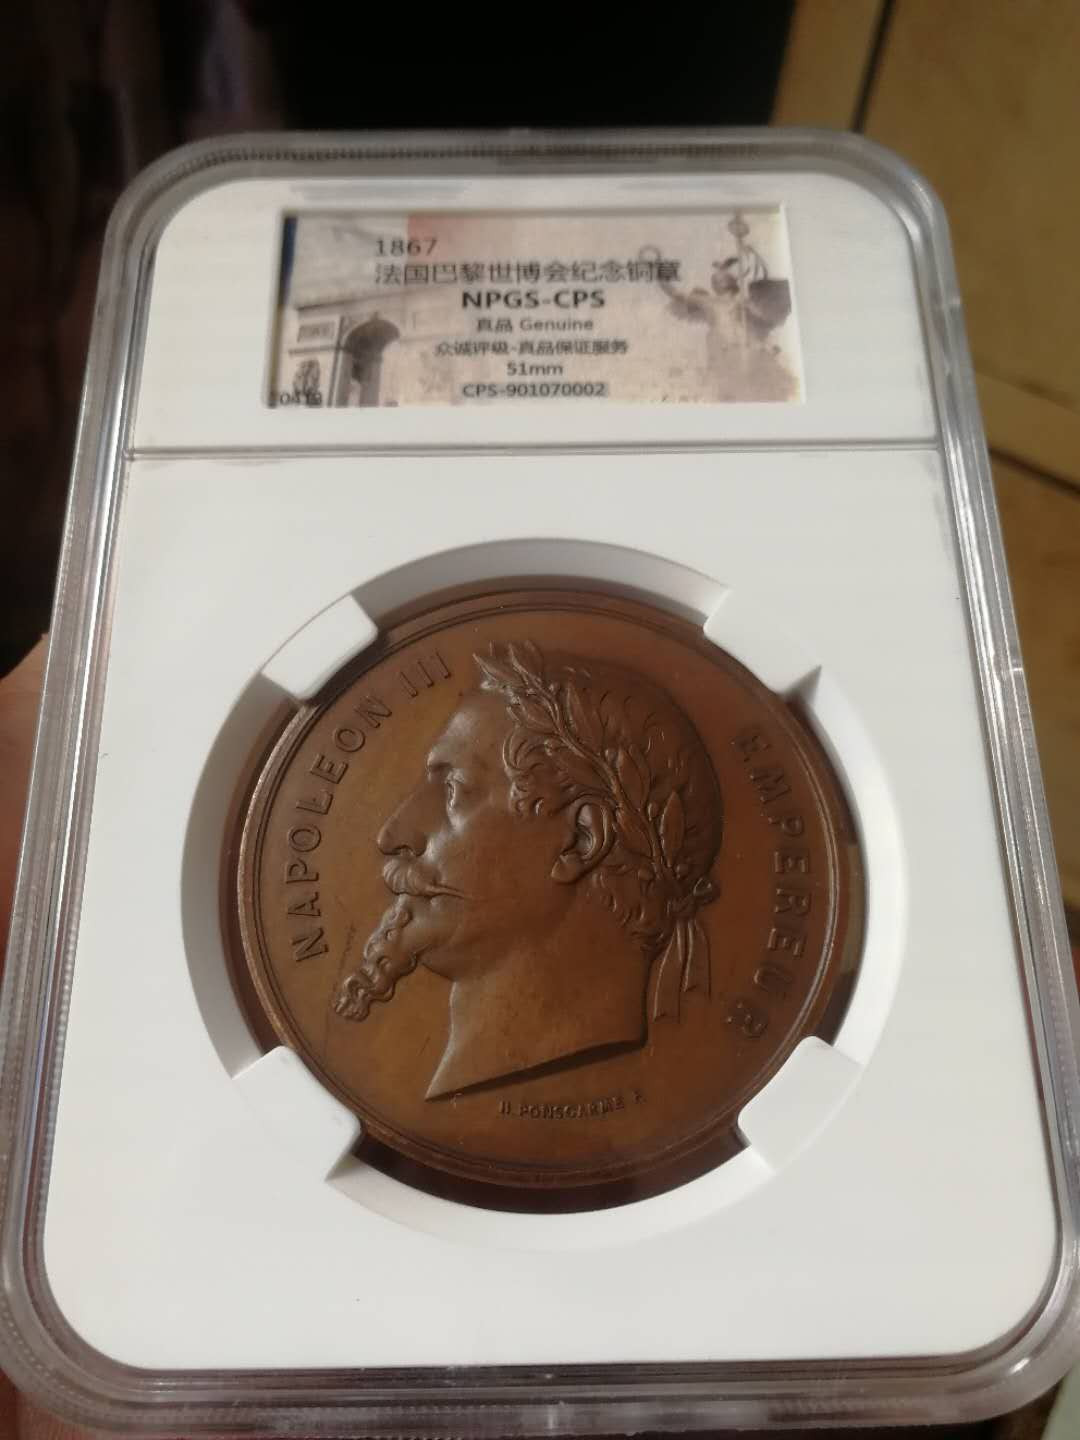 1867
法国巴黎世博会纪念铜章
NPGS-CPS
真品 Genuine
众诚评级-真品保证服务
51mm
CPS-901070002
NAPOLEON III
EMPEREUR
H. PONSCARME F.